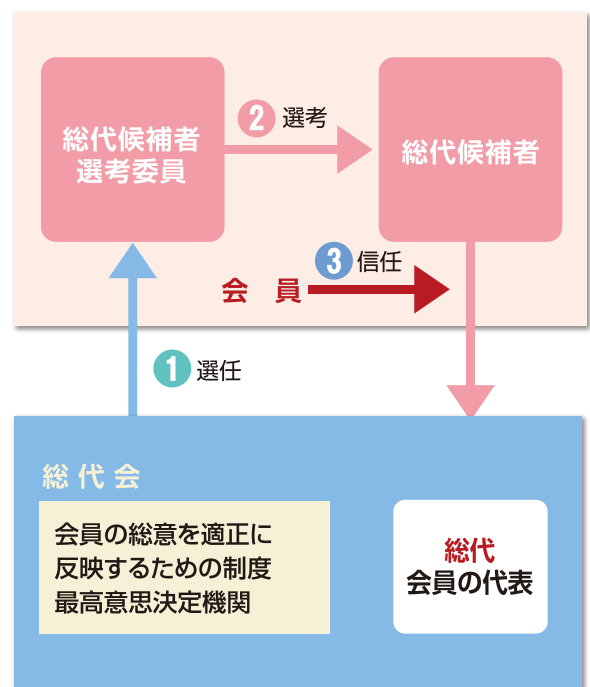 総代候補者
選考委員
2 選考
総代候補者
3 信任
会 員
1 選任
総代会
会員の総意を適正に
反映するための制度
最高意思決定機関
総代
会員の代表